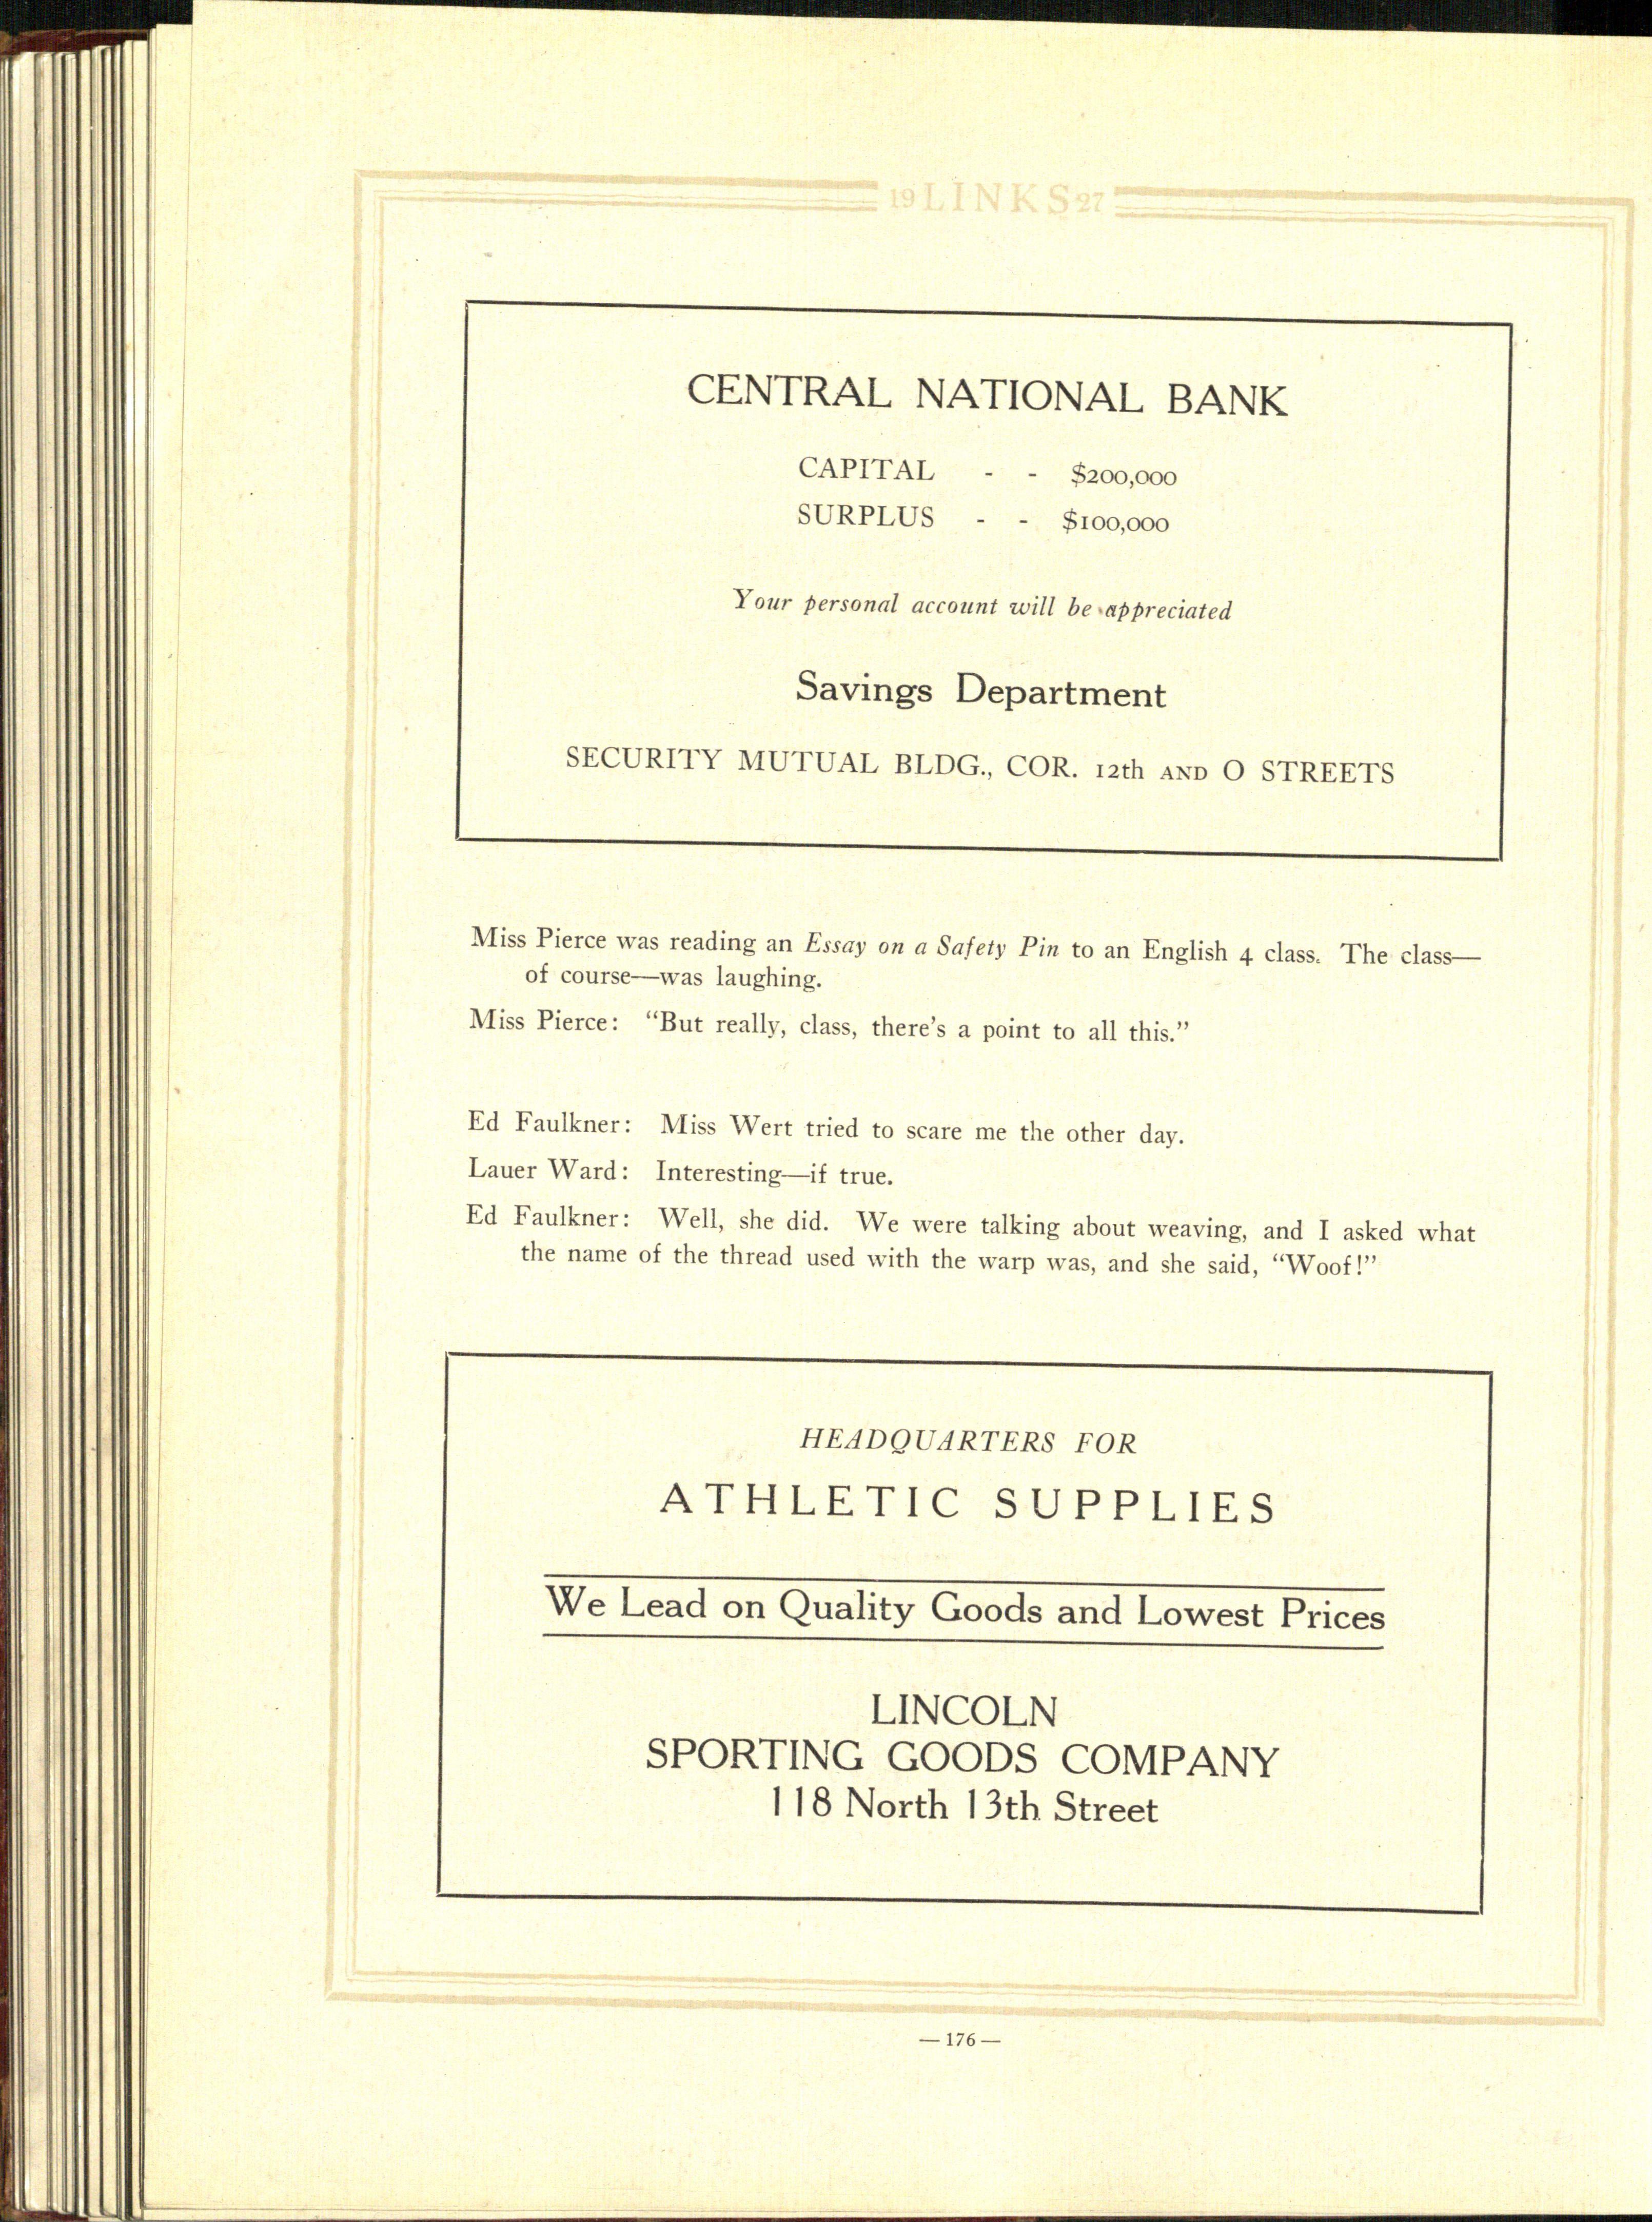 19 LINKS 27
CENTRAL NATIONAL BANK
CAPITAL - - $200,000
SURPLUS - - $100,000
Your personal account will be appreciated
Savings Department
SECURITY MUTUAL BLDG., COR. 12th AND O STREETS
Miss Pierce was reading an Essay on a Safety Pin to an English 4 class. The class—
of course—was laughing.
Miss Pierce: “But really, class, there’s a point to all this.”
Ed Faulkner: Miss Wert tried to scare me the other day.
Lauer Ward: Interesting—if true.
Ed Faulkner: Well, she did. We were talking about weaving, and I asked what
the name of the thread used with the warp was, and she said, “Woof!”
HEADQUARTERS FOR
ATHLETIC SUPPLIES
We Lead on Quality Goods and Lowest Prices
LINCOLN
SPORTING GOODS COMPANY
118 North 13th Street
— 176 —